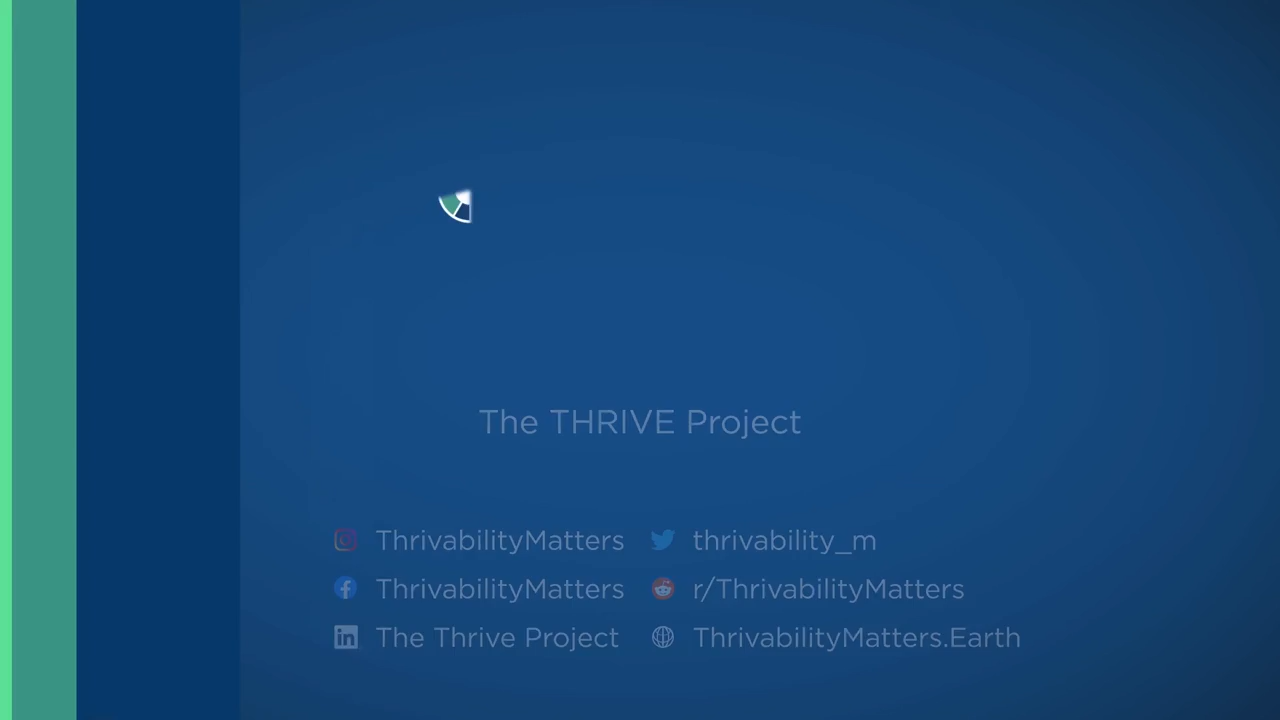 The THRIVE Project
ThrivabilityMatters thrivability_m
ThrivabilityMatters r/ThrivabilityMatters
The Thrive Project ThrivabilityMatters.Earth